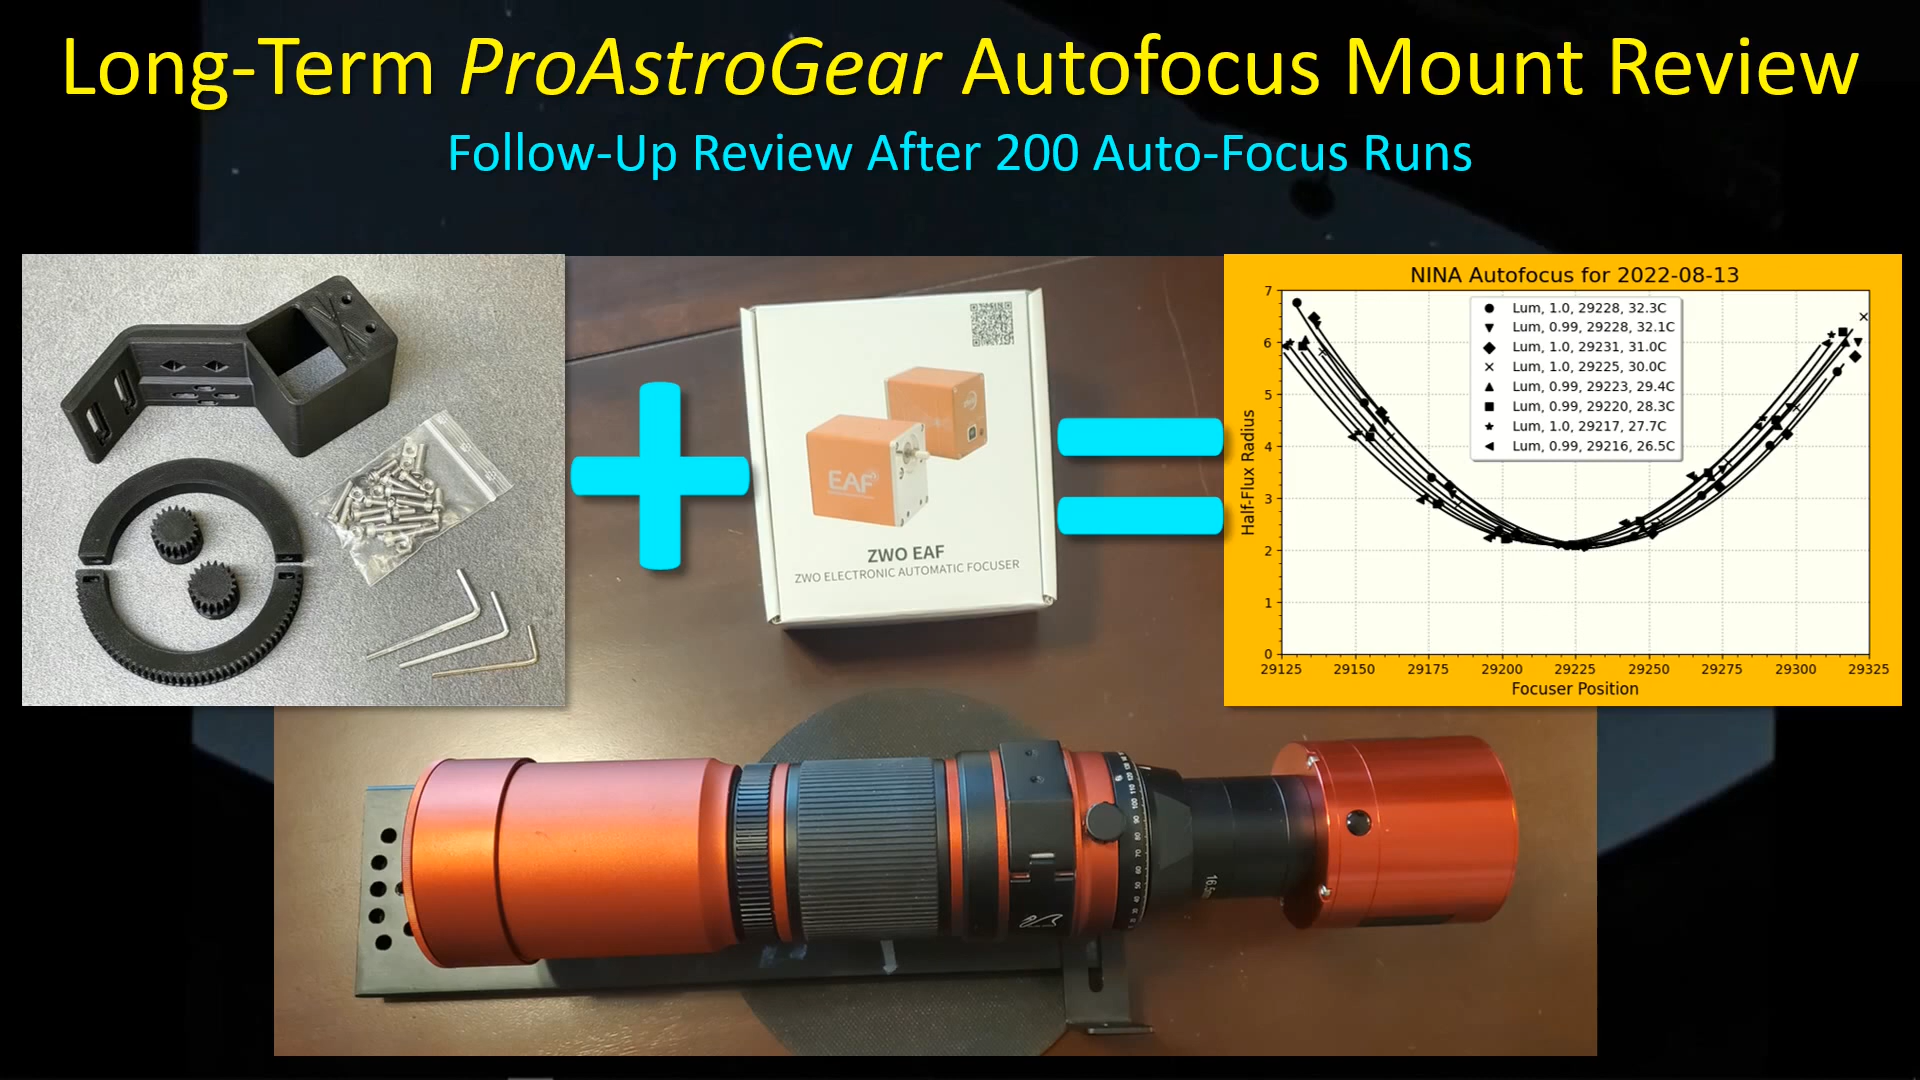 Long-Term ProAstroGear Autofocus Mount Review
Follow-Up Review After 200 Auto-Focus Runs
EAF
ZWO EAF
ZWO ELECTRONIC AUTOMATIC FOCUSER
NINA Autofocus for 2022-08-13
Lum, 1.0, 29228, 32.3C
Lum, 0.99, 29228, 32.1C
Lum, 1.0, 29231, 31.0C
Lum, 1.0, 29225, 30.0C
Lum, 0.99, 29223, 29.4C
Lum, 0.99, 29220, 28.3C
Lum, 1.0, 29217, 27.7C
Lum, 0.99, 29216, 26.5C
Half-Flux Radius
7
6
5
4
3
2
1
0
29125 29150 29175 29200 29225 29250 29275 29300 29325
Focuser Position